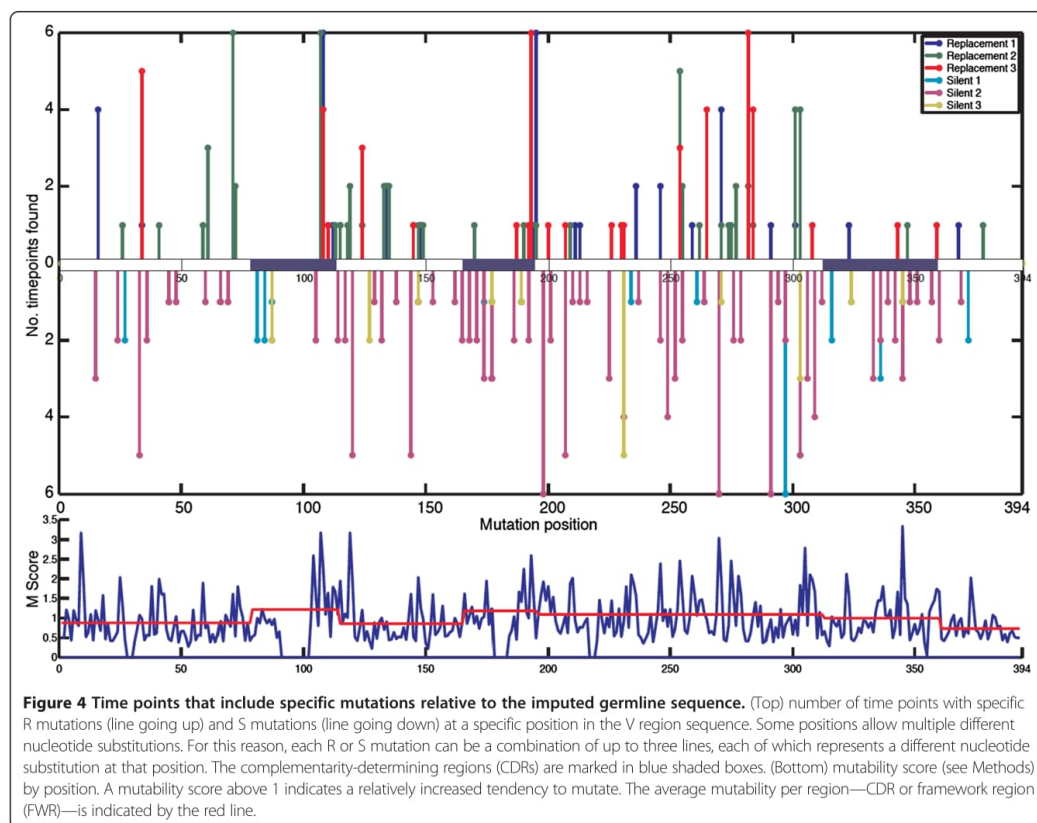 6
4
2
0
2
4
6
No. timepoints found
50
100
150
200
250
300
350
394
Replacement 1
Replacement 2
Replacement 3
Silent 1
Silent 2
Silent 3
0
50
100
150
200
250
300
350
394
Mutation position
3.5
3
2.5
2
1.5
1
0.5
0
M Score
0
50
100
150
200
250
300
350
394
Figure 4 Time points that include specific mutations relative to the imputed germline sequence. (Top) number of time points with specific
R mutations (line going up) and S mutations (line going down) at a specific position in the V region sequence. Some positions allow multiple different
nucleotide substitutions. For this reason, each R or S mutation can be a combination of up to three lines, each of which represents a different nucleotide
substitution at that position. The complementarity-determining regions (CDRs) are marked in blue shaded boxes. (Bottom) mutability score (see Methods)
by position. A mutability score above 1 indicates a relatively increased tendency to mutate. The average mutability per region—CDR or framework region
(FWR)—is indicated by the red line.